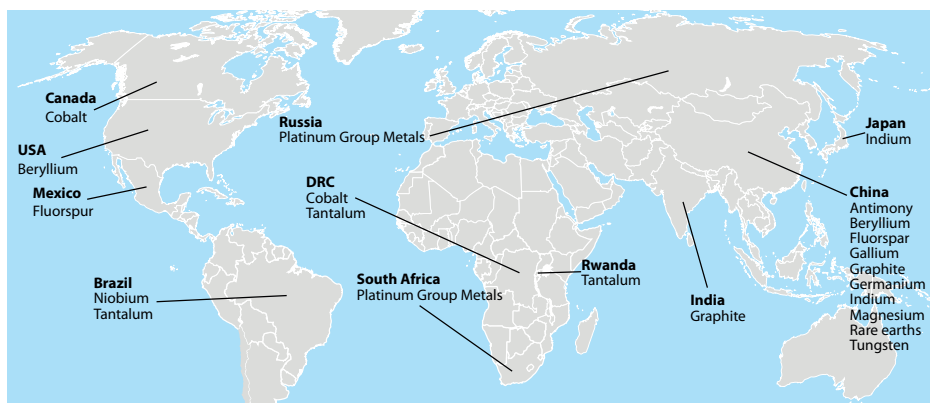 Canada
Cobalt
USA
Beryllium
Mexico
Fluorspur
Brazil
Niobium
Tantalum
Russia
Platinum Group Metals
DRC
Cobalt
Tantalum
South Africa
Platinum Group Metals
Rwanda
Tantalum
India
Graphite
Japan
Indium
China
Antimony
Beryllium
Fluorspar
Gallium
Graphite
Germanium
Indium
Magnesium
Rare earths
Tungsten